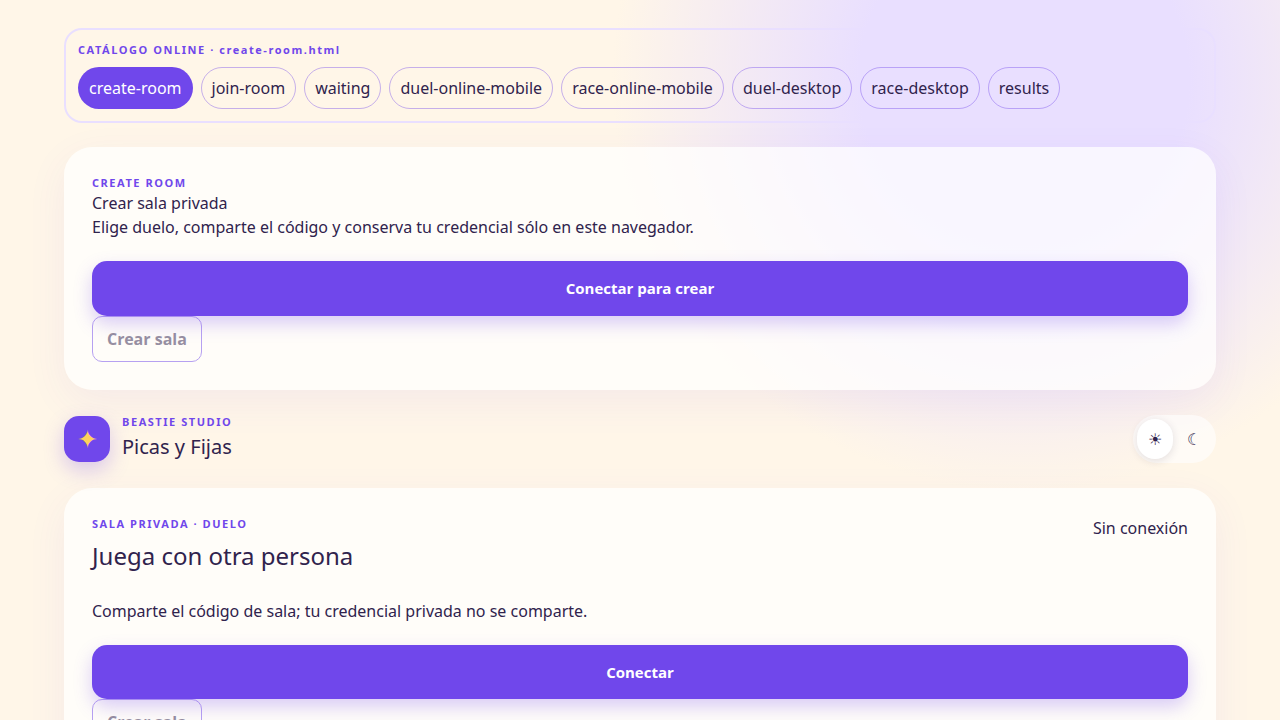 CATÁLOGO ONLINE · create-room.html
create-room join-room waiting duel-online-mobile race-online-mobile duel-desktop race-desktop results
CREATE ROOM
Crear sala privada
Elige duelo, comparte el código y conserva tu credencial sólo en este navegador.
Conectar para crear
Crear sala
BEASTIE STUDIO
Picas y Fijas
SALA PRIVADA · DUELO
Sin conexión
Juega con otra persona
Comparte el código de sala; tu credencial privada no se comparte.
Conectar
Crear sala